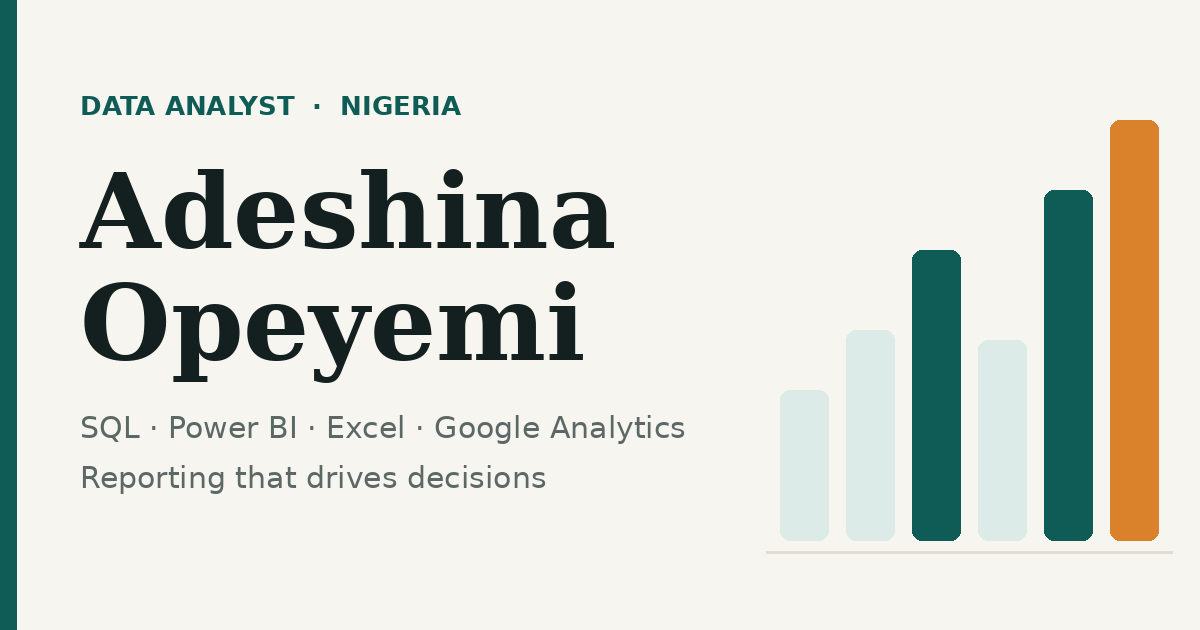 DATA ANALYST · NIGERIA
Adeshina
Opeyemi
SQL · Power BI · Excel · Google Analytics
Reporting that drives decisions